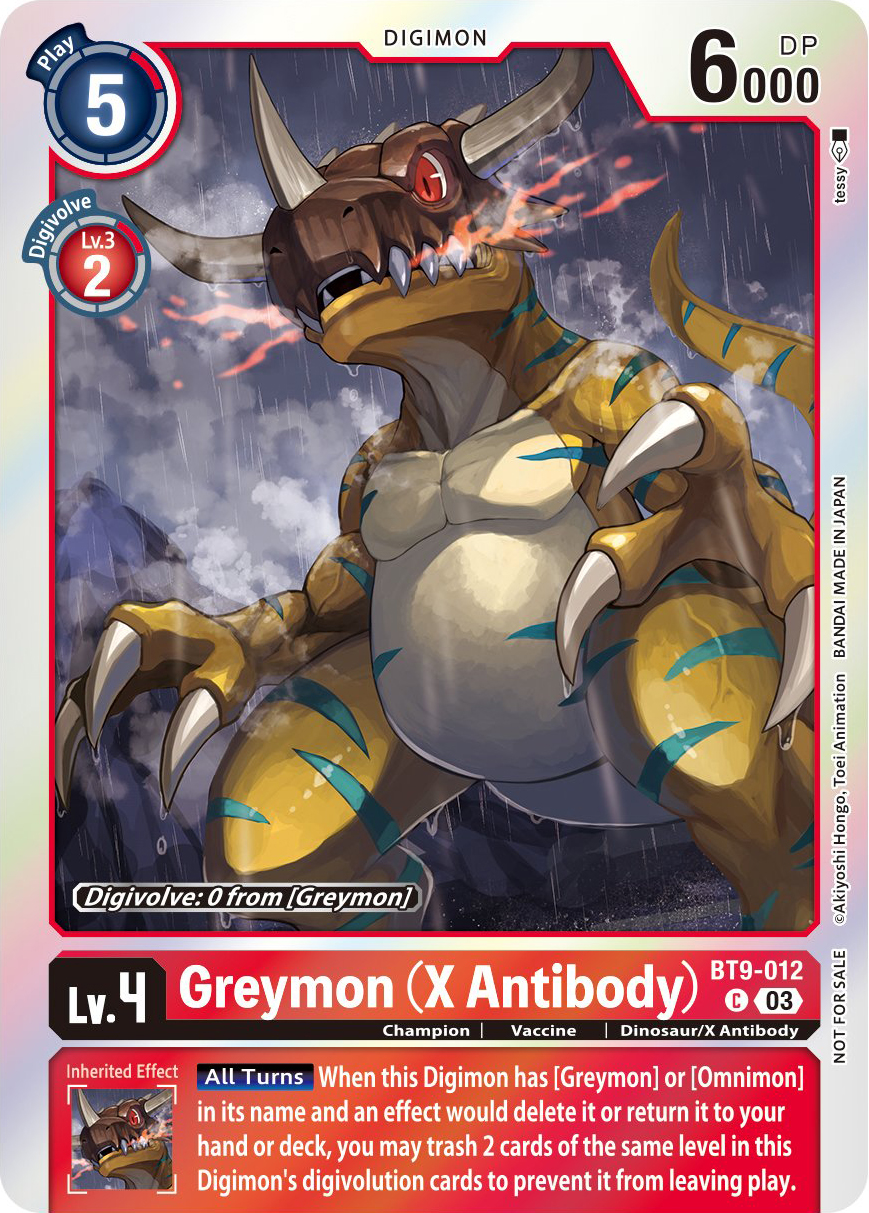 DIGIMON
Play
5
6000
DP
Digivolve
Lv.3
2
tessy
BANDAI MADE IN JAPAN
©Akiyoshi Hongo, Toei Animation
NOT FOR SALE
Digivolve: 0 from [Greymon]
Lv.4
Greymon (X Antibody)
BT9-012
C 03
Champion | Vaccine | Dinosaur/X Antibody
Inherited Effect
All Turns When this Digimon has [Greymon] or [Omnimon]
in its name and an effect would delete it or return it to your
hand or deck, you may trash 2 cards of the same level in this
Digimon's digivolution cards to prevent it from leaving play.